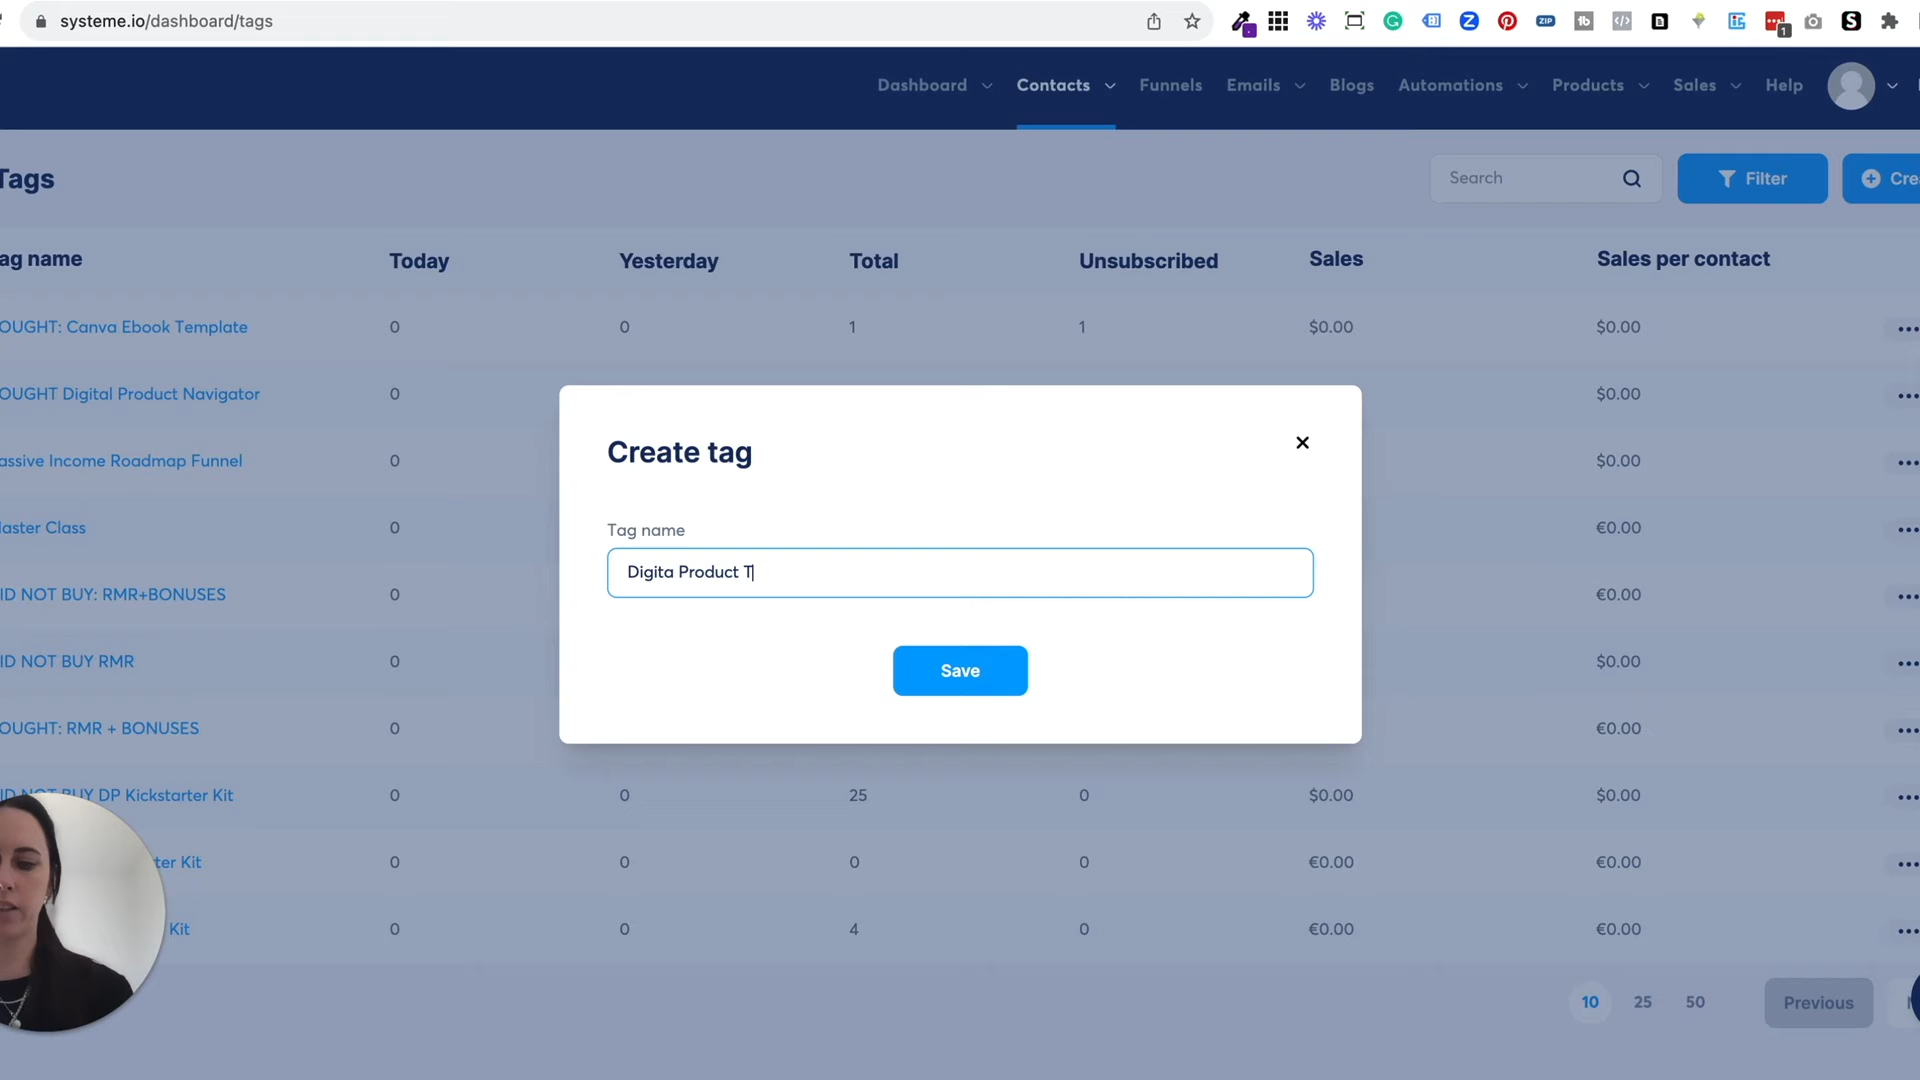 systeme.io/dashboard/tags
ZIP
1
Dashboard Contacts Funnels Emails Blogs Automations Products Sales Help
Tags
Search
Filter
Cre
ag name Today Yesterday Total Unsubscribed Sales Sales per contact
OUGHT: Canva Ebook Template 0 0 1 1 $0.00 $0.00
OUGHT Digital Product Navigator 0 $0.00
assive Income Roadmap Funnel 0 $0.00
laster Class 0 €0.00
ID NOT BUY: RMR+BONUSES 0 €0.00
ID NOT BUY RMR 0 $0.00
OUGHT: RMR + BONUSES 0 €0.00
ID NOT BUY DP Kickstarter Kit 0 0 25 0 $0.00 $0.00
ter Kit 0 0 0 0 €0.00 €0.00
Kit 0 0 4 0 €0.00 €0.00
Create tag
Tag name
Digita Product T
Save
10 25 50 Previous